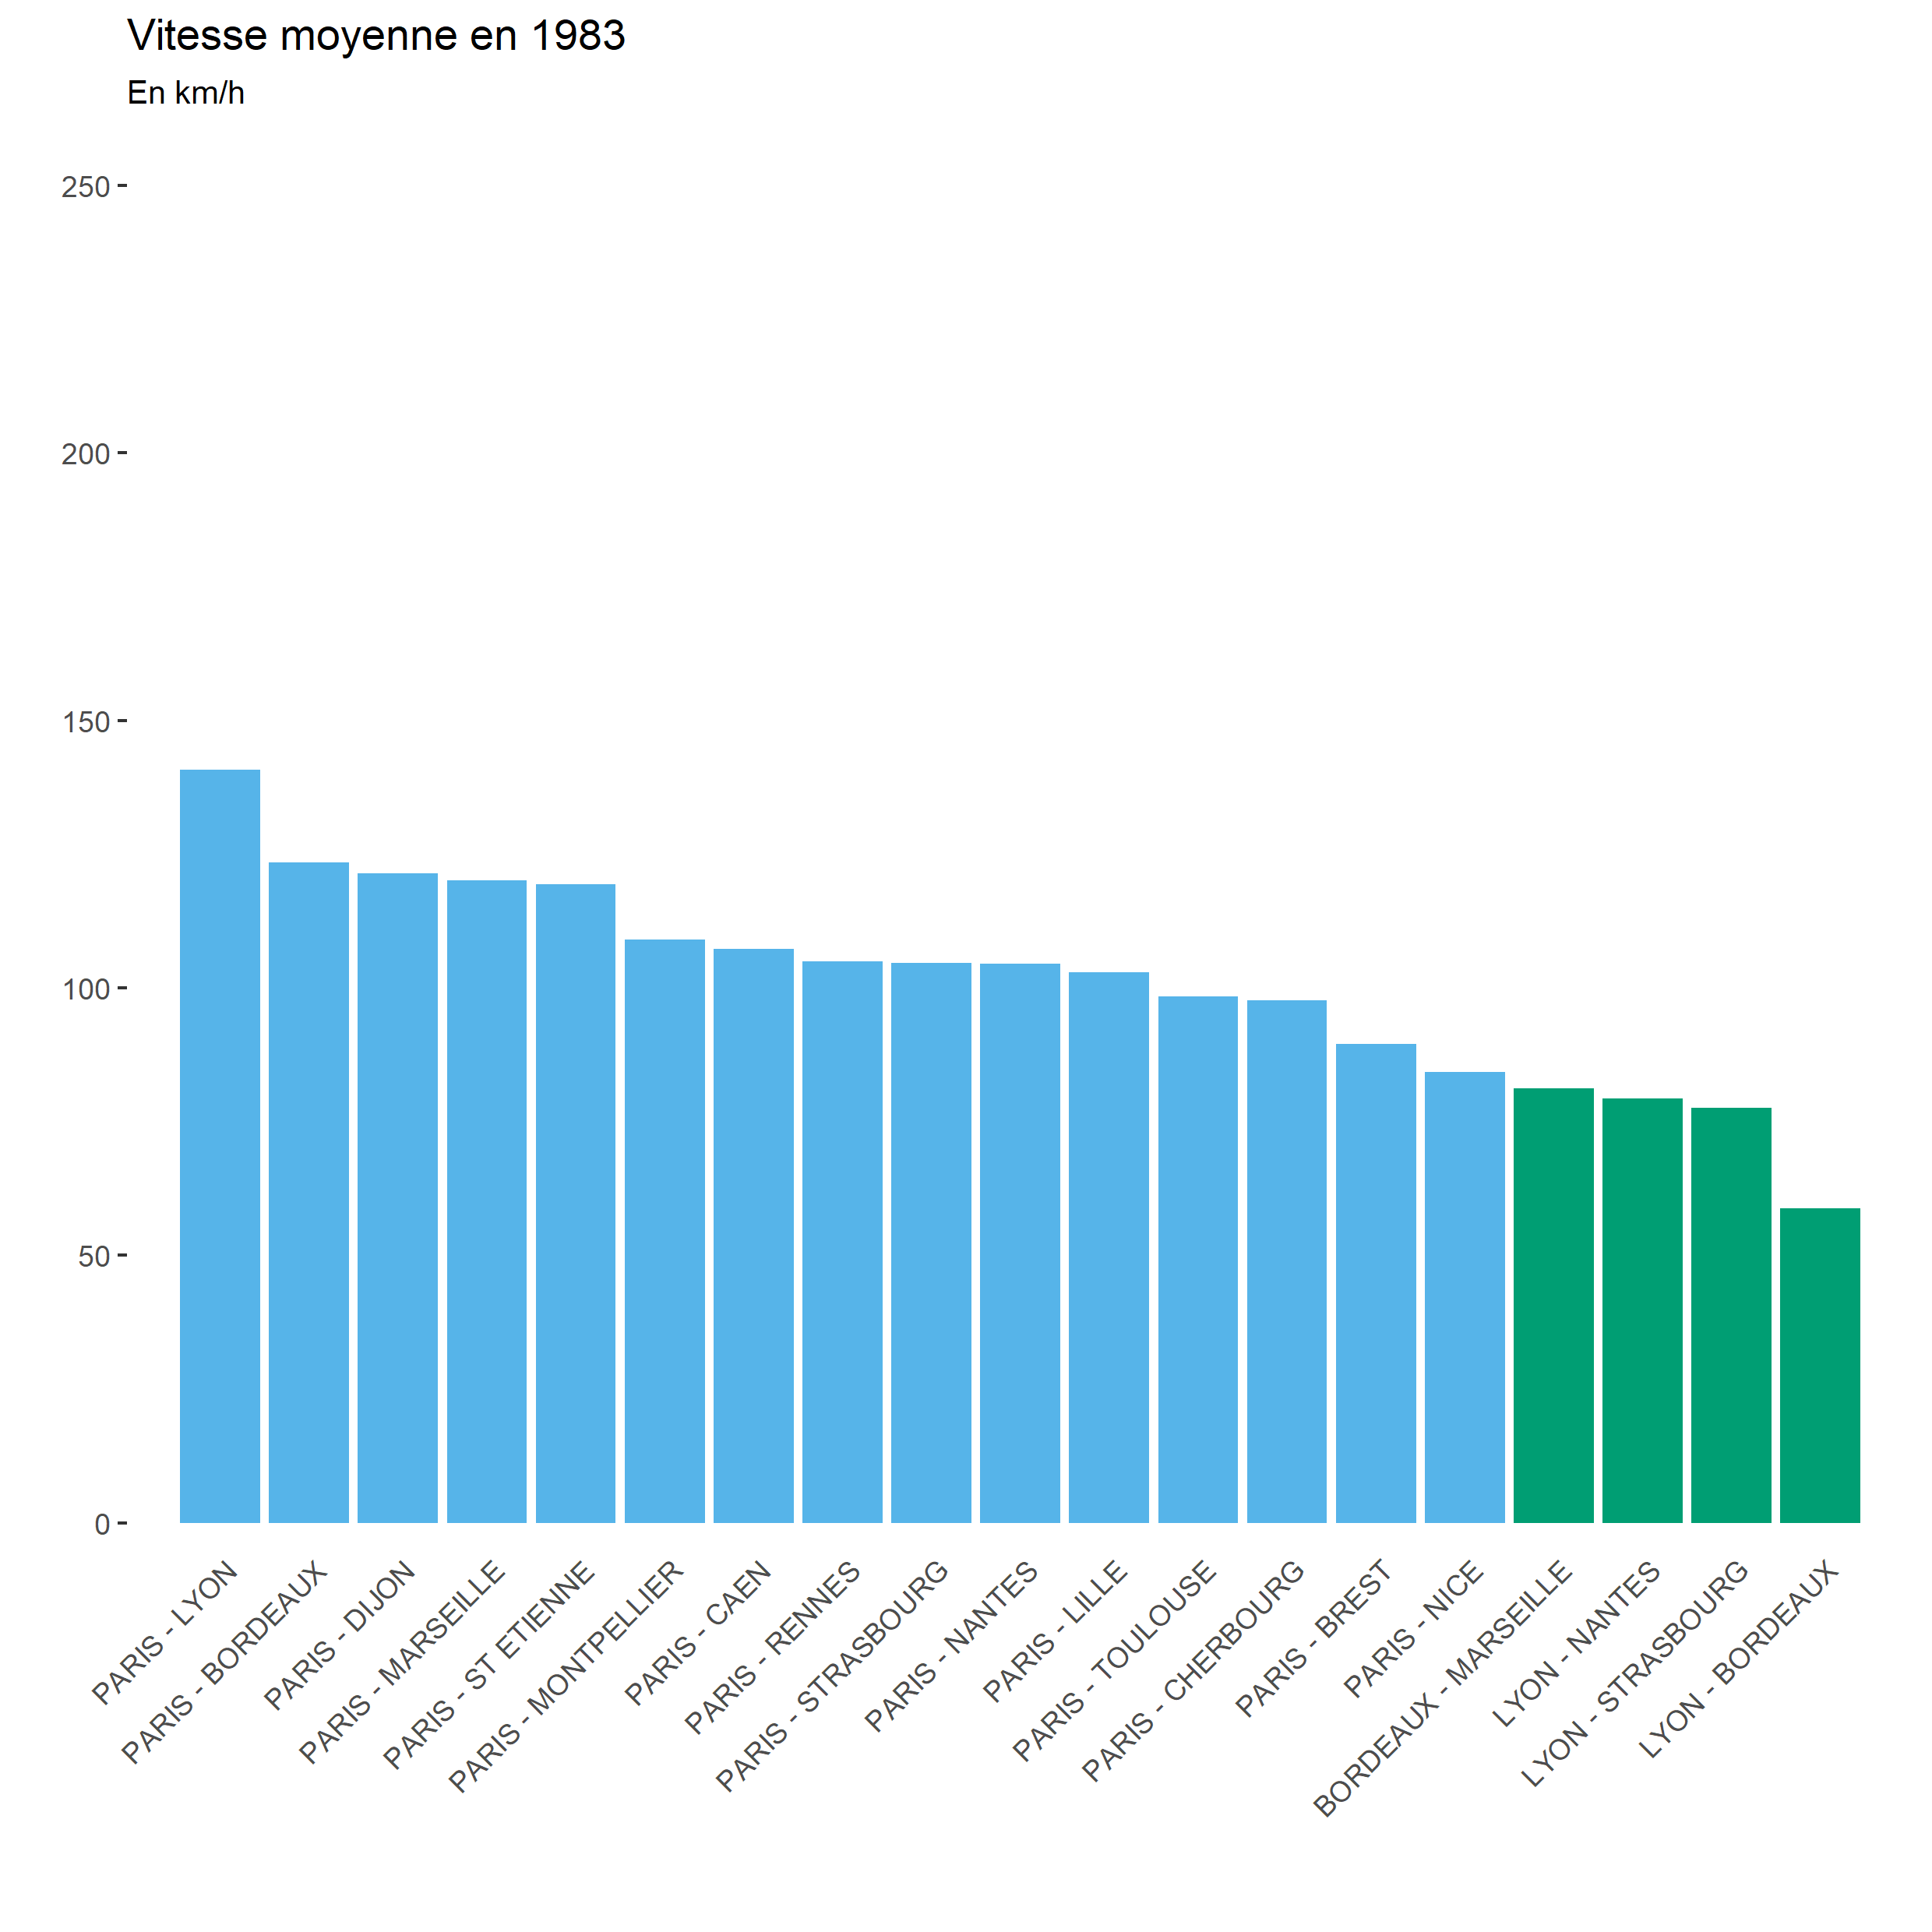 Vitesse moyenne en 1983
En km/h
250
200
150
100
50
0
PARIS - LYON
PARIS - BORDEAUX
PARIS - DIJON
PARIS - MARSEILLE
PARIS - ST ETIENNE
PARIS - MONTPELLIER
PARIS - CAEN
PARIS - RENNES
PARIS - STRASBOURG
PARIS - NANTES
PARIS - LILLE
PARIS - TOULOUSE
PARIS - CHERBOURG
PARIS - BREST
PARIS - NICE
BORDEAUX - MARSEILLE
LYON - NANTES
LYON - STRASBOURG
LYON - BORDEAUX